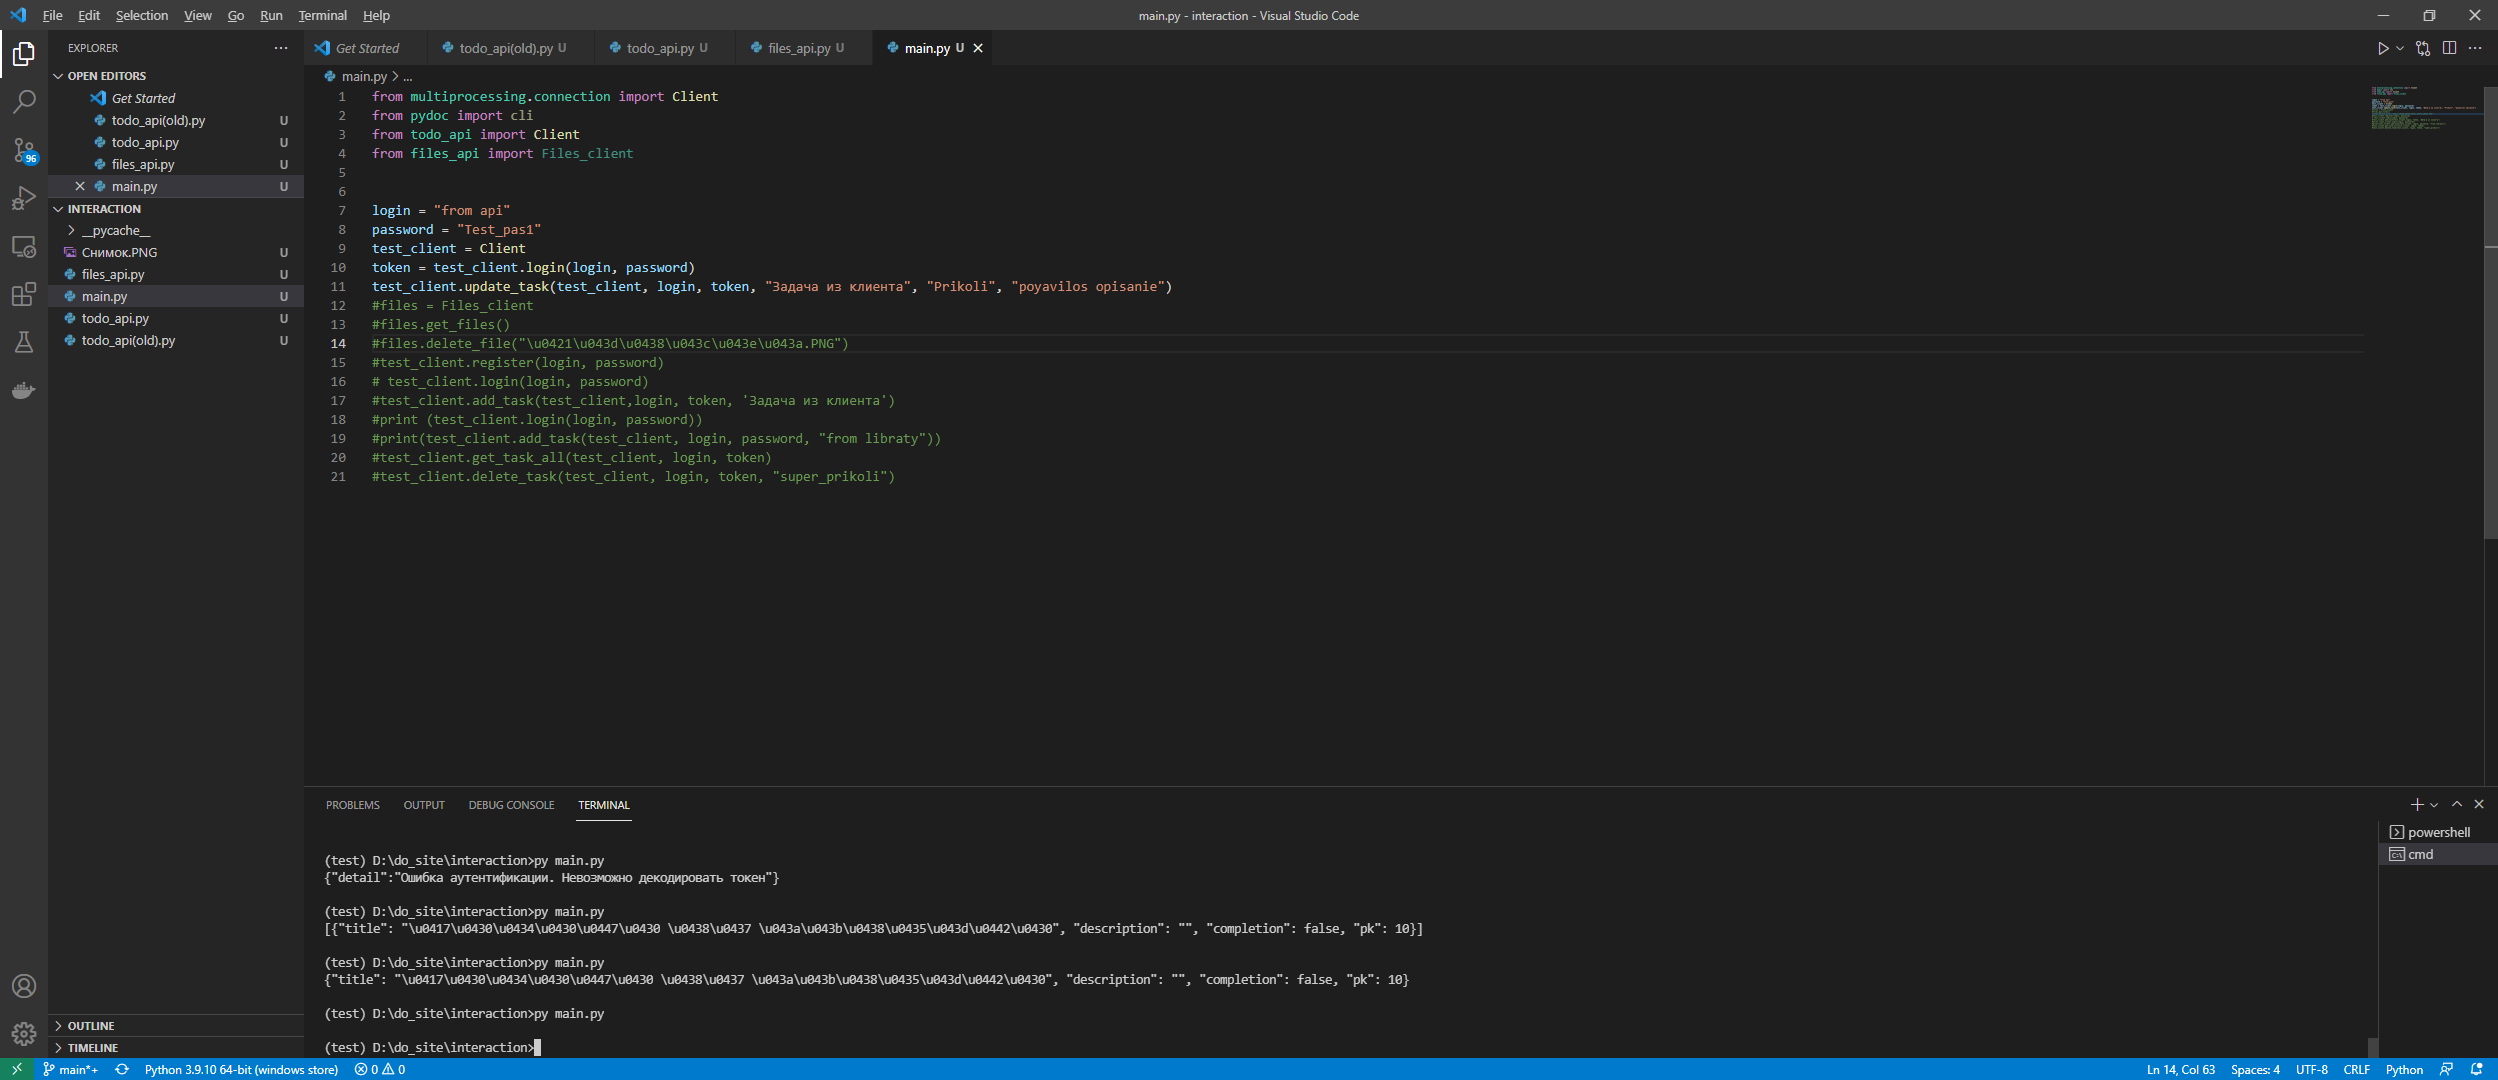 File Edit Selection View Go Run Terminal Help
main.py - interaction - Visual Studio Code
EXPLORER
OPEN EDITORS
Get Started
todo_api(old).py U
todo_api.py U
files_api.py U
main.py U
INTERACTION
__pycache__
Снимок.PNG U
files_api.py U
main.py U
todo_api.py U
todo_api(old).py U
OUTLINE
TIMELINE
96
Get Started todo_api(old).py U todo_api.py U files_api.py U main.py U
main.py > ...
1 from multiprocessing.connection import Client
2 from pydoc import cli
3 from todo_api import Client
4 from files_api import Files_client
5
6
7 login = "from api"
8 password = "Test_pas1"
9 test_client = Client
10 token = test_client.login(login, password)
11 test_client.update_task(test_client, login, token, "Задача из клиента", "Prikoli", "poyavilos opisanie")
12 #files = Files_client
13 #files.get_files()
14 #files.delete_file("\u0421\u043d\u0438\u043c\u043e\u043a.PNG")
15 #test_client.register(login, password)
16 # test_client.login(login, password)
17 #test_client.add_task(test_client,login, token, 'Задача из клиента')
18 #print (test_client.login(login, password))
19 #print(test_client.add_task(test_client, login, password, "from libraty"))
20 #test_client.get_task_all(test_client, login, token)
21 #test_client.delete_task(test_client, login, token, "super_prikoli")
PROBLEMS OUTPUT DEBUG CONSOLE TERMINAL
(test) D:\do_site\interaction>py main.py
{"detail":"Ошибка аутентификации. Невозможно декодировать токен"}
(test) D:\do_site\interaction>py main.py
[{"title": "\u0417\u0430\u0434\u0430\u0447\u0430 \u0438\u0437 \u043a\u043b\u0438\u0435\u043d\u0442\u0430", "description": "", "completion": false, "pk": 10}]
(test) D:\do_site\interaction>py main.py
{"title": "\u0417\u0430\u0434\u0430\u0447\u0430 \u0438\u0437 \u043a\u043b\u0438\u0435\u043d\u0442\u0430", "description": "", "completion": false, "pk": 10}
(test) D:\do_site\interaction>py main.py
(test) D:\do_site\interaction>
powershell
cmd
main*+ Python 3.9.10 64-bit (windows store) 0 0
Ln 14, Col 63 Spaces: 4 UTF-8 CRLF Python